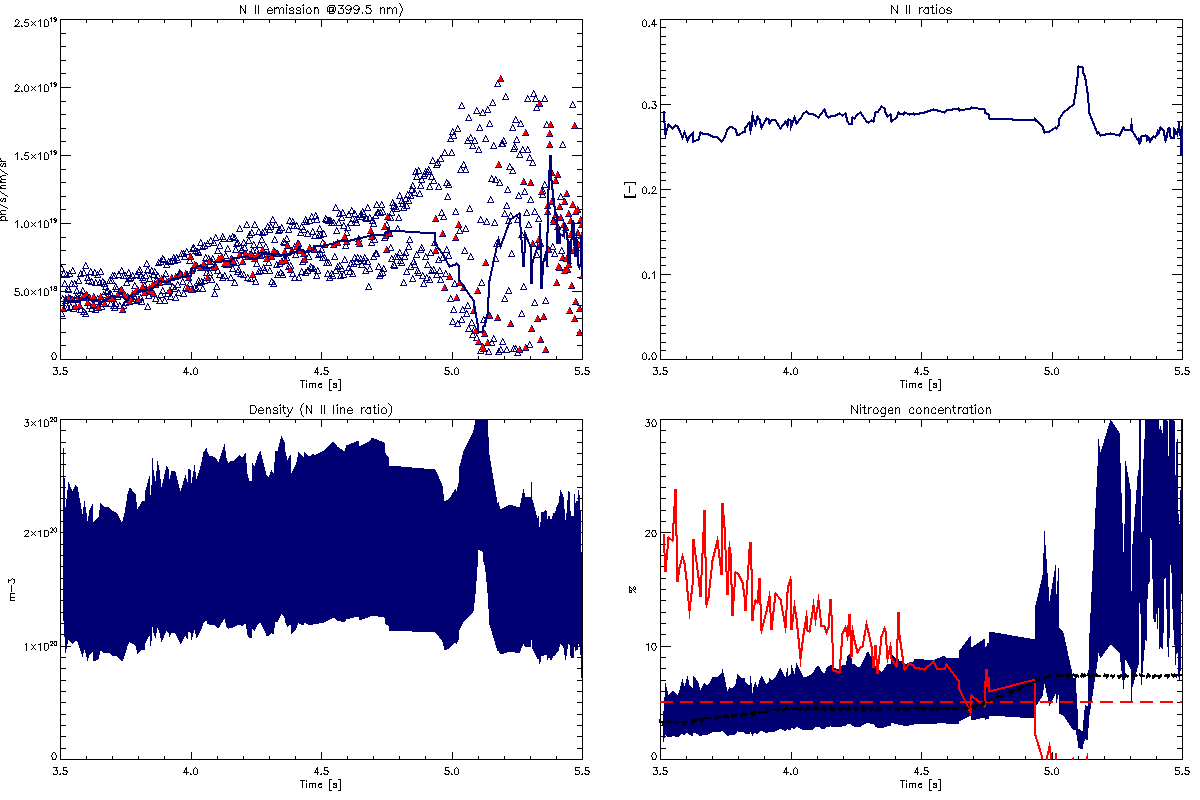 N II emission @399.5 nm)
ph/s/nm/sr
2.5×10¹⁹
2.0×10¹⁹
1.5×10¹⁹
1.0×10¹⁹
5.0×10¹⁸
0
3.5 4.0 4.5 5.0 5.5
Time [s]
N II ratios
[-]
0.4
0.3
0.2
0.1
0.0
3.5 4.0 4.5 5.0 5.5
Time [s]
Density (N II line ratio)
m-3
3×10²⁰
2×10²⁰
1×10²⁰
0
3.5 4.0 4.5 5.0 5.5
Time [s]
Nitrogen concentration
%
30
20
10
0
3.5 4.0 4.5 5.0 5.5
Time [s]